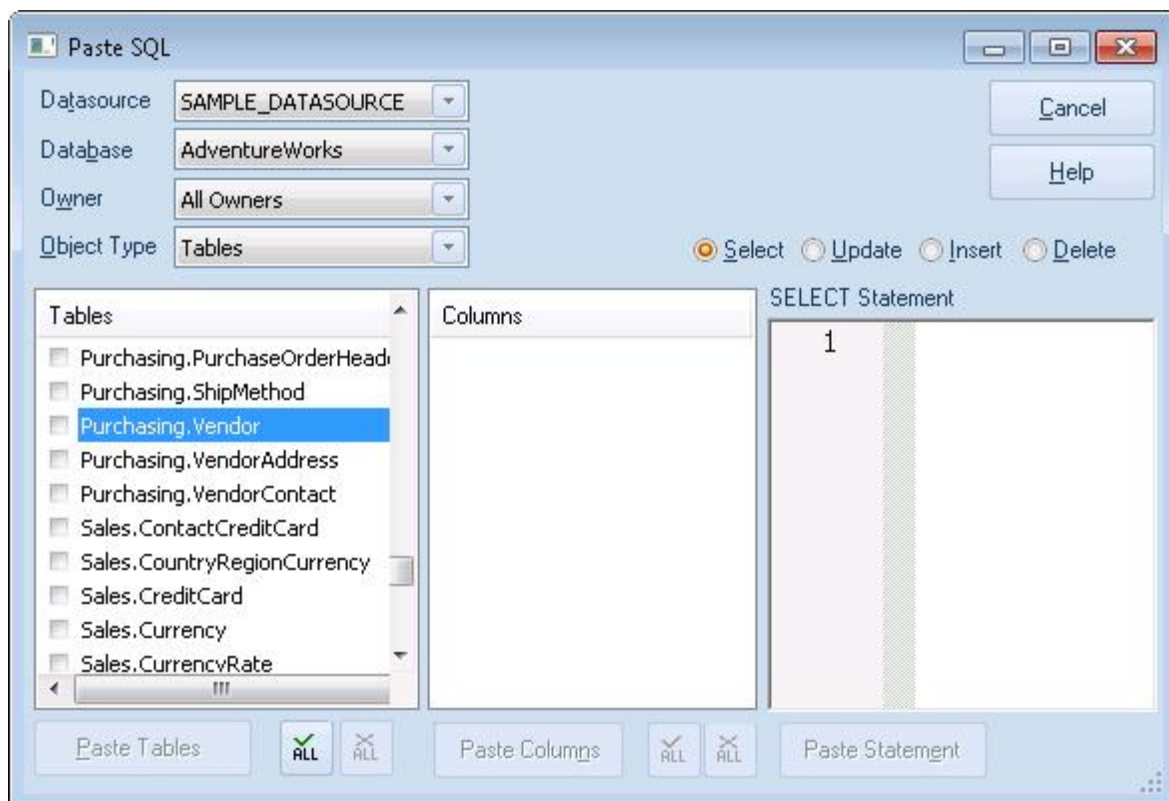 Paste SQL
Datasource SAMPLE_DATASOURCE
Cancel
Database AdventureWorks
Help
Owner All Owners
Object Type Tables
Select Update Insert Delete
Tables
Purchasing.PurchaseOrderHead
Purchasing.ShipMethod
Purchasing.Vendor
Purchasing.VendorAddress
Purchasing.VendorContact
Sales.ContactCreditCard
Sales.CountryRegionCurrency
Sales.CreditCard
Sales.Currency
Sales.CurrencyRate
Columns
SELECT Statement
1
Paste Tables ALL ALL Paste Columns ALL ALL Paste Statement